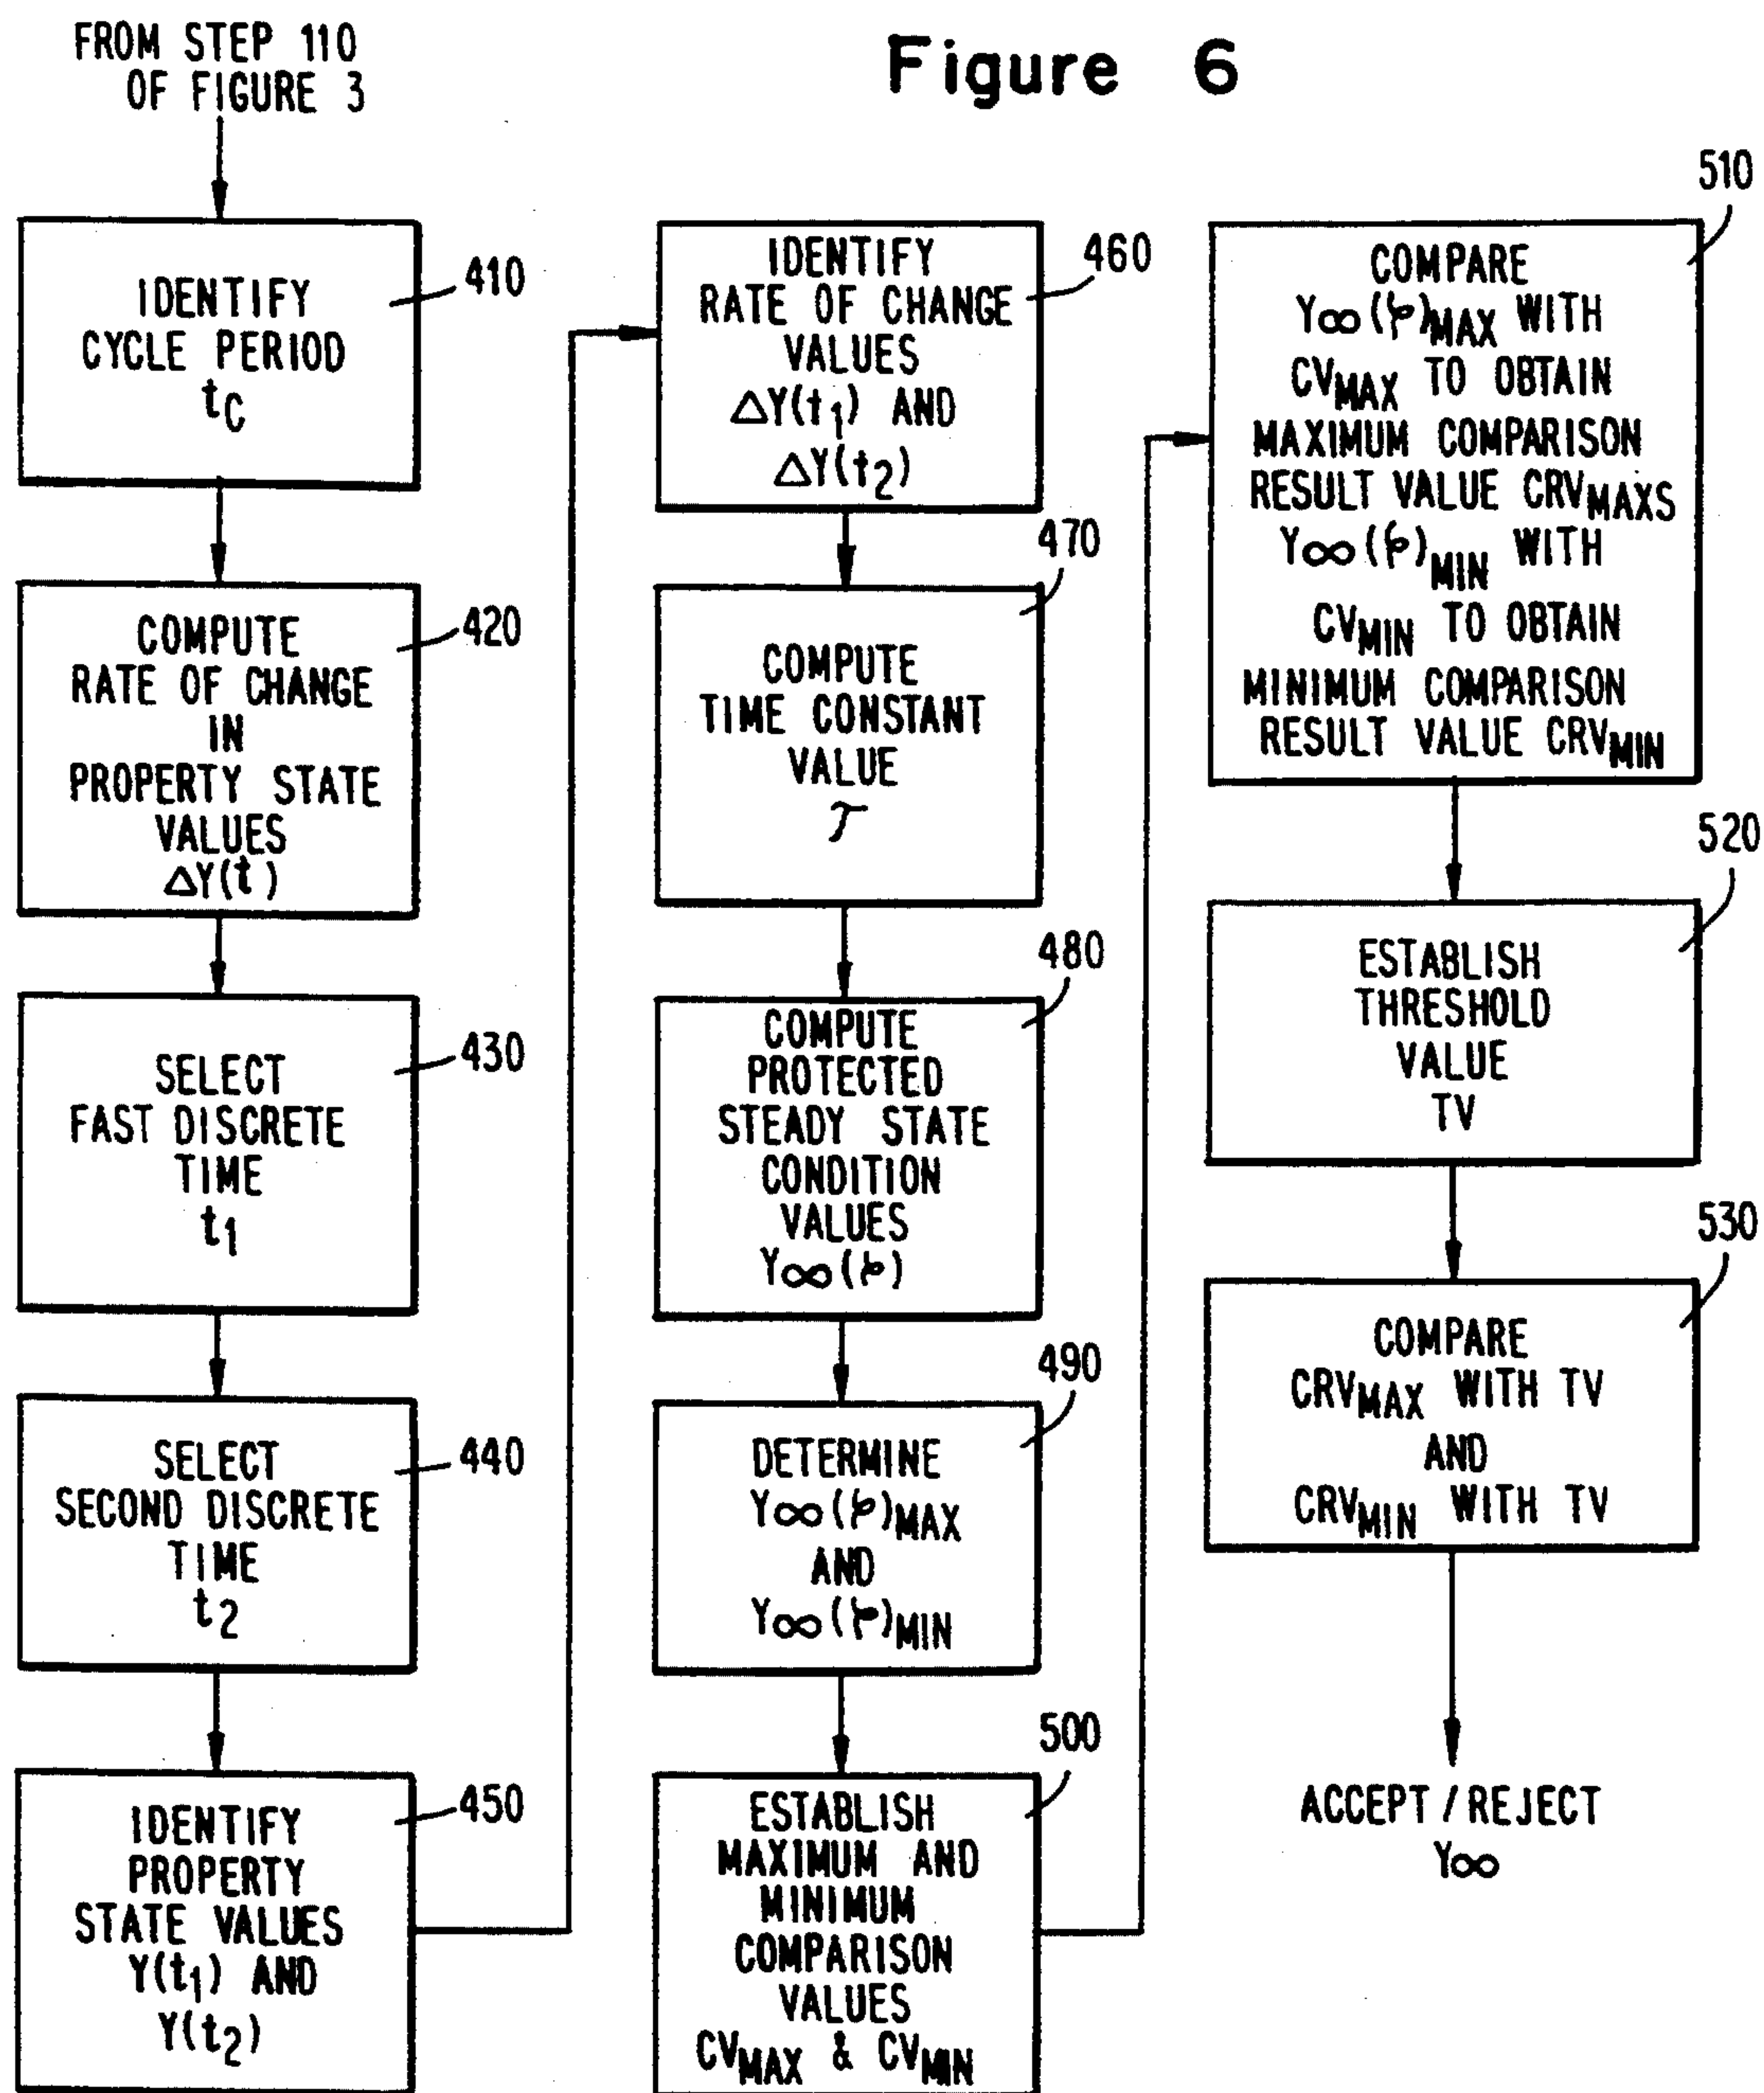 FROM STEP 110
OF FIGURE 3
Figure 6
IDENTIFY
CYCLE PERIOD
tC
410
COMPUTE
RATE OF CHANGE
IN
PROPERTY STATE
VALUES
△Y(t)
420
SELECT
FAST DISCRETE
TIME
t1
430
SELECT
SECOND DISCRETE
TIME
t2
440
IDENTIFY
PROPERTY
STATE VALUES
Y(t1) AND
Y(t2)
450
IDENTIFY
RATE OF CHANGE
VALUES
△Y(t1) AND
△Y(t2)
460
COMPUTE
TIME CONSTANT
VALUE
τ
470
COMPUTE
PROTECTED
STEADY STATE
CONDITION
VALUES
Y∞(p)
480
DETERMINE
Y∞(p)MAX
AND
Y∞(p)MIN
490
ESTABLISH
MAXIMUM AND
MINIMUM
COMPARISON
VALUES
CVMAX & CVMIN
500
COMPARE
Y∞(p)MAX WITH
CVMAX TO OBTAIN
MAXIMUM COMPARISON
RESULT VALUE CRVMAXS
Y∞(p)MIN WITH
CVMIN TO OBTAIN
MINIMUM COMPARISON
RESULT VALUE CRVMIN
510
ESTABLISH
THRESHOLD
VALUE
TV
520
COMPARE
CRVMAX WITH TV
AND
CRVMIN WITH TV
530
ACCEPT / REJECT
Y∞